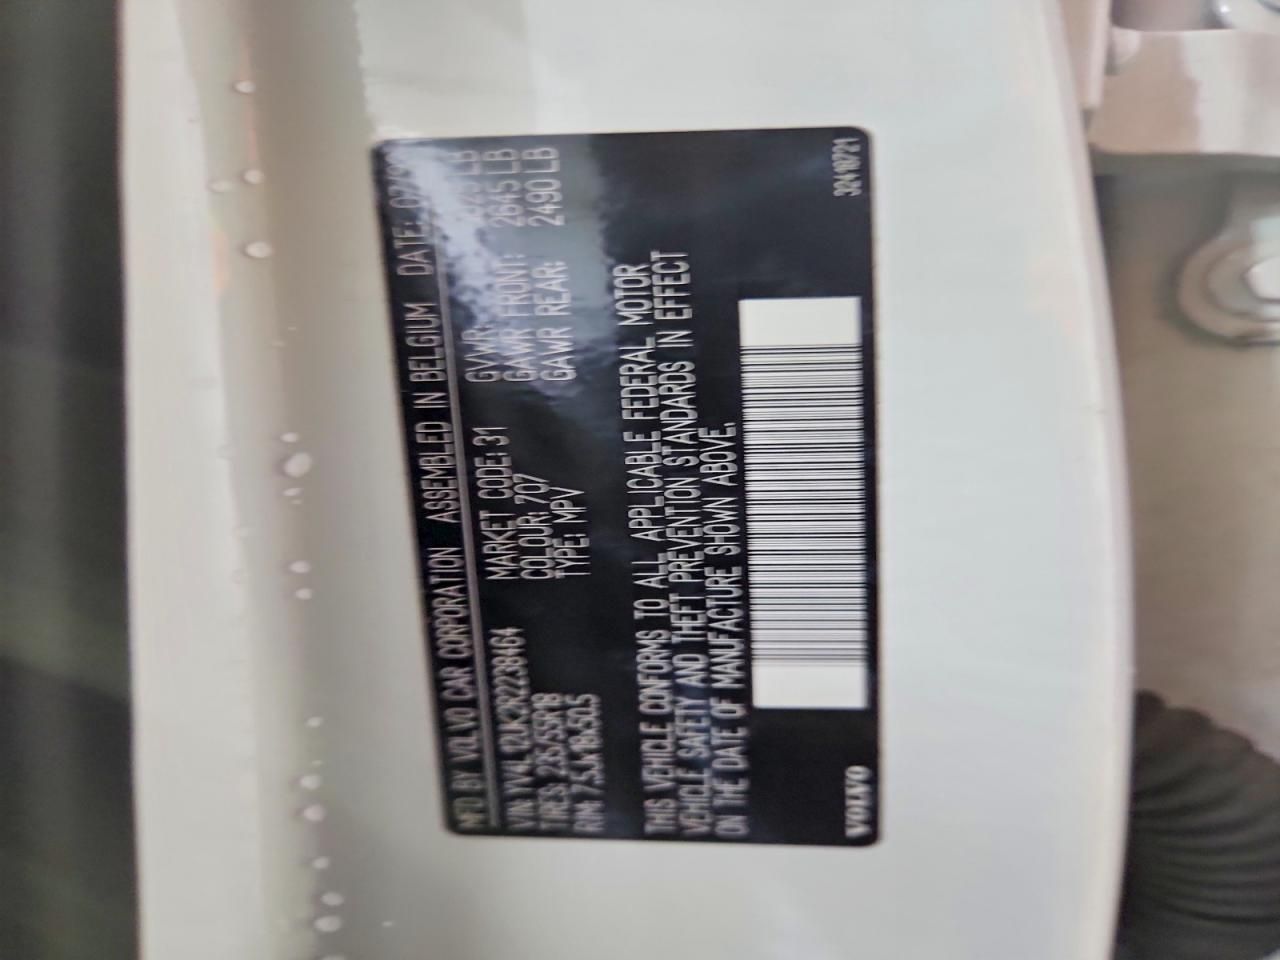 MFD BY VOLVO CAR CORPORATION ASSEMBLED IN BELGIUM DATE:
VIN: YV4L12UK2R2238464 MARKET CODE: 31 GVWR: LB
TIRES: 235/55R18 COLOUR: 707 GAWR FRONT: 2645 LB
RIM: 7.5Jx18x50.5 TYPE: MPV GAWR REAR: 2490 LB
THIS VEHICLE CONFORMS TO ALL APPLICABLE FEDERAL MOTOR
VEHICLE SAFETY AND THEFT PREVENTION STANDARDS IN EFFECT
ON THE DATE OF MANUFACTURE SHOWN ABOVE.
VOLVO 32418721